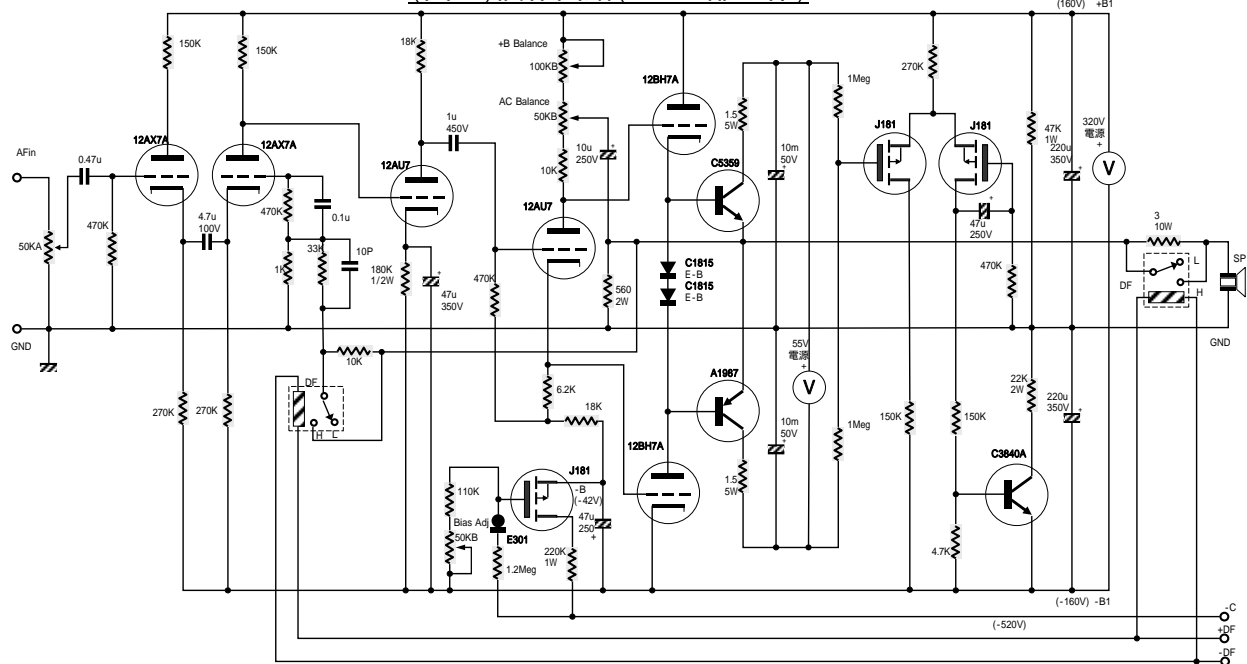 (160V) +B1
150K
150K
18K
+B Balance
100KB
AC Balance
50KB
10K
10u
250V
12BH7A
1.5
5W
10m
50V
1Meg
270K
J181
J181
47K
1W
220u
350V
320V
電源
+
V
AFin
0.47u
12AX7A
12AX7A
1u
450V
12AU7
12AU7
C5359
47u
250V
50KA
470K
4.7u
100V
470K
0.1u
1K
33K
10P
180K
1/2W
47u
350V
470K
560
2W
C1815
E-B
C1815
E-B
470K
3
10W
L
DF
H
SP
GND
GND
10K
DF
H
L
270K
270K
6.2K
18K
A1987
55V
電源
+
V
10m
50V
1Meg
150K
150K
22K
2W
220u
350V
12BH7A
1.5
5W
C3840A
110K
Bias Adj
50KB
E301
1.2Meg
J181
-B
(-42V)
47u
250
+
220K
1W
4.7K
(-160V) -B1
(-520V)
-C
+DF
-DF